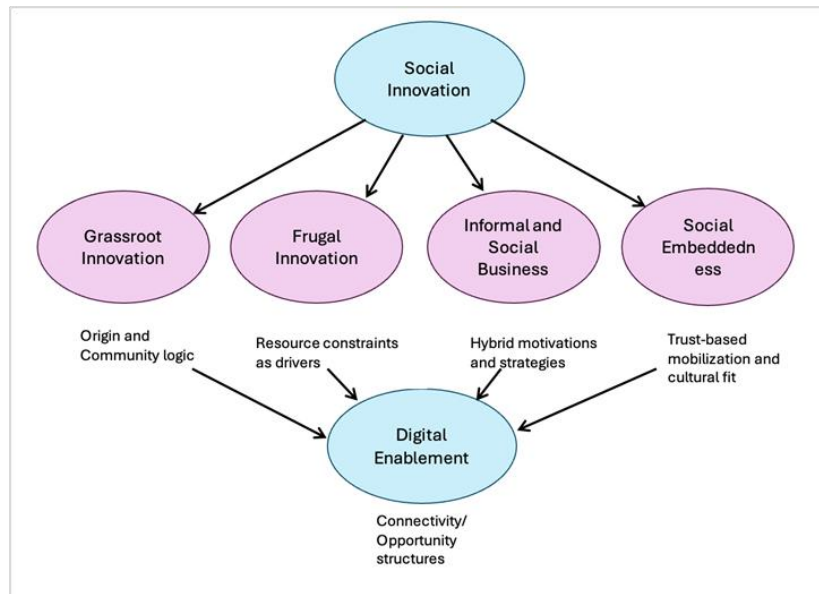 Social
Innovation
Grassroot
Innovation
Frugal
Innovation
Informal and
Social
Business
Social
Embeddedn
ess
Origin and
Community logic
Resource constraints
as drivers
Hybrid motivations
and strategies
Trust-based
mobilization and
cultural fit
Digital
Enablement
Connectivity/
Opportunity
structures